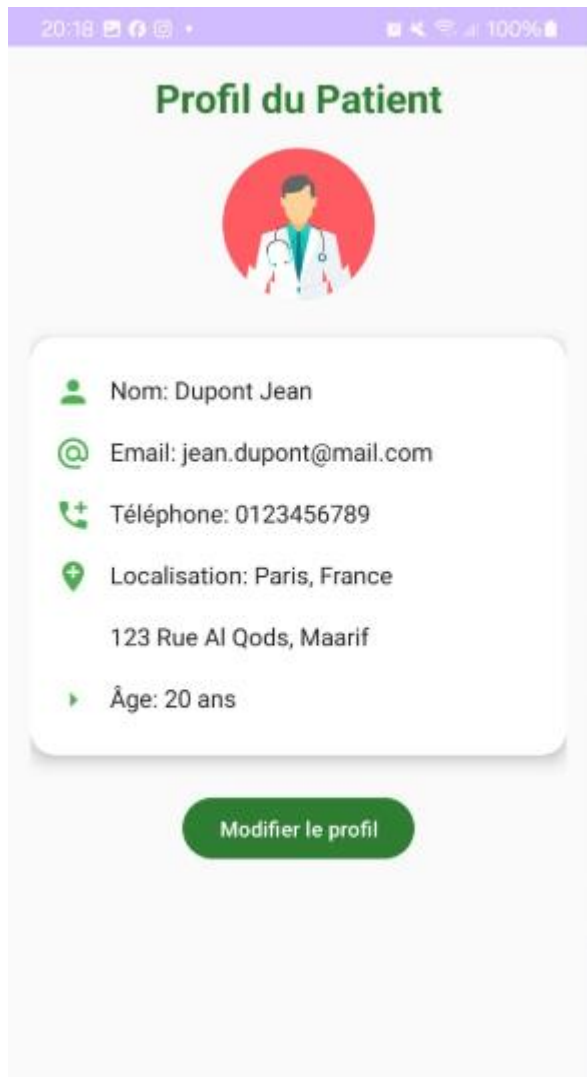 20:18 100%
Profil du Patient
Nom: Dupont Jean
Email: jean.dupont@mail.com
Téléphone: 0123456789
Localisation: Paris, France
123 Rue Al Qods, Maarif
Âge: 20 ans
Modifier le profil